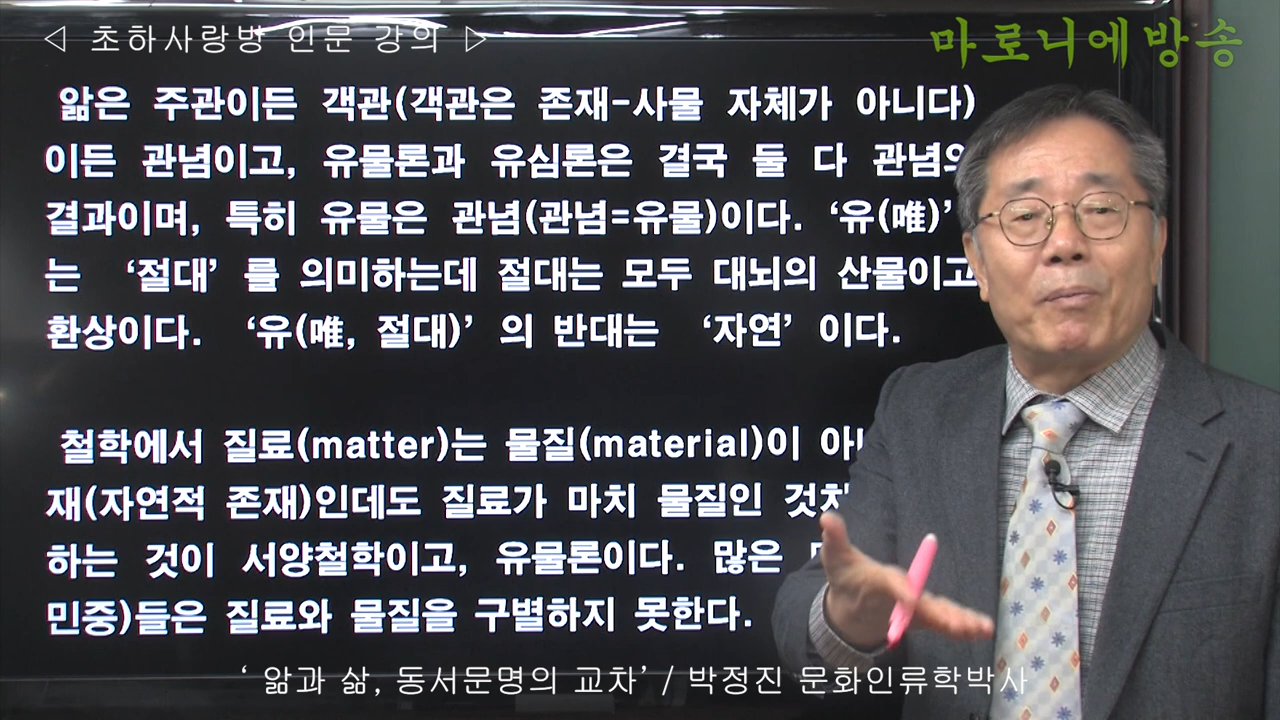 ◁ 초하사랑방 인문 강의 ▷
마로니에방송
앎은 주관이든 객관(객관은 존재-사물 자체가 아니다)
이든 관념이고, 유물론과 유심론은 결국 둘 다 관념의
결과이며, 특히 유물은 관념(관념=유물)이다. ‘유(唯)’
는 ‘절대’ 를 의미하는데 절대는 모두 대뇌의 산물이고
환상이다. ‘유(唯, 절대)’ 의 반대는 ‘자연’ 이다.
철학에서 질료(matter)는 물질(material)이
재(자연적 존재)인데도 질료가 마치 물질인
하는 것이 서양철학이고, 유물론이다. 많은
민중)들은 질료와 물질을 구별하지 못한다.
‘ 앎과 삶, 동서문명의 교차’ / 박정진 문화인류학박사